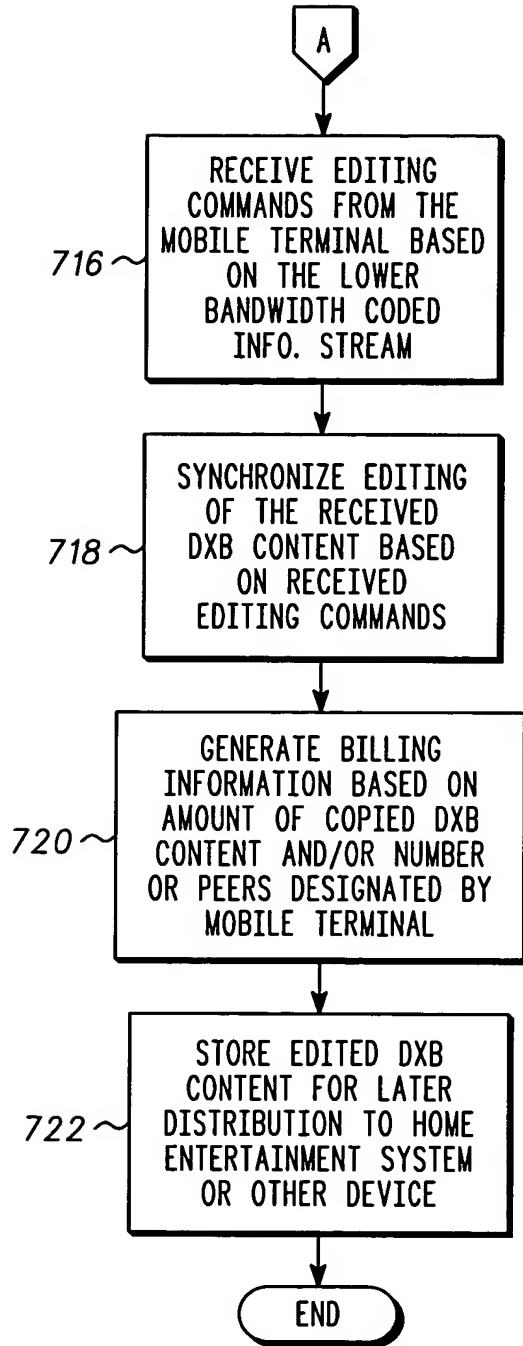 A
RECEIVE EDITING
COMMANDS FROM THE
MOBILE TERMINAL BASED
ON THE LOWER
BANDWIDTH CODED
INFO. STREAM
716
SYNCHRONIZE EDITING
OF THE RECEIVED
DXB CONTENT BASED
ON RECEIVED
EDITING COMMANDS
718
GENERATE BILLING
INFORMATION BASED ON
AMOUNT OF COPIED DXB
CONTENT AND/OR NUMBER
OR PEERS DESIGNATED BY
MOBILE TERMINAL
720
STORE EDITED DXB
CONTENT FOR LATER
DISTRIBUTION TO HOME
ENTERTAINMENT SYSTEM
OR OTHER DEVICE
722
END